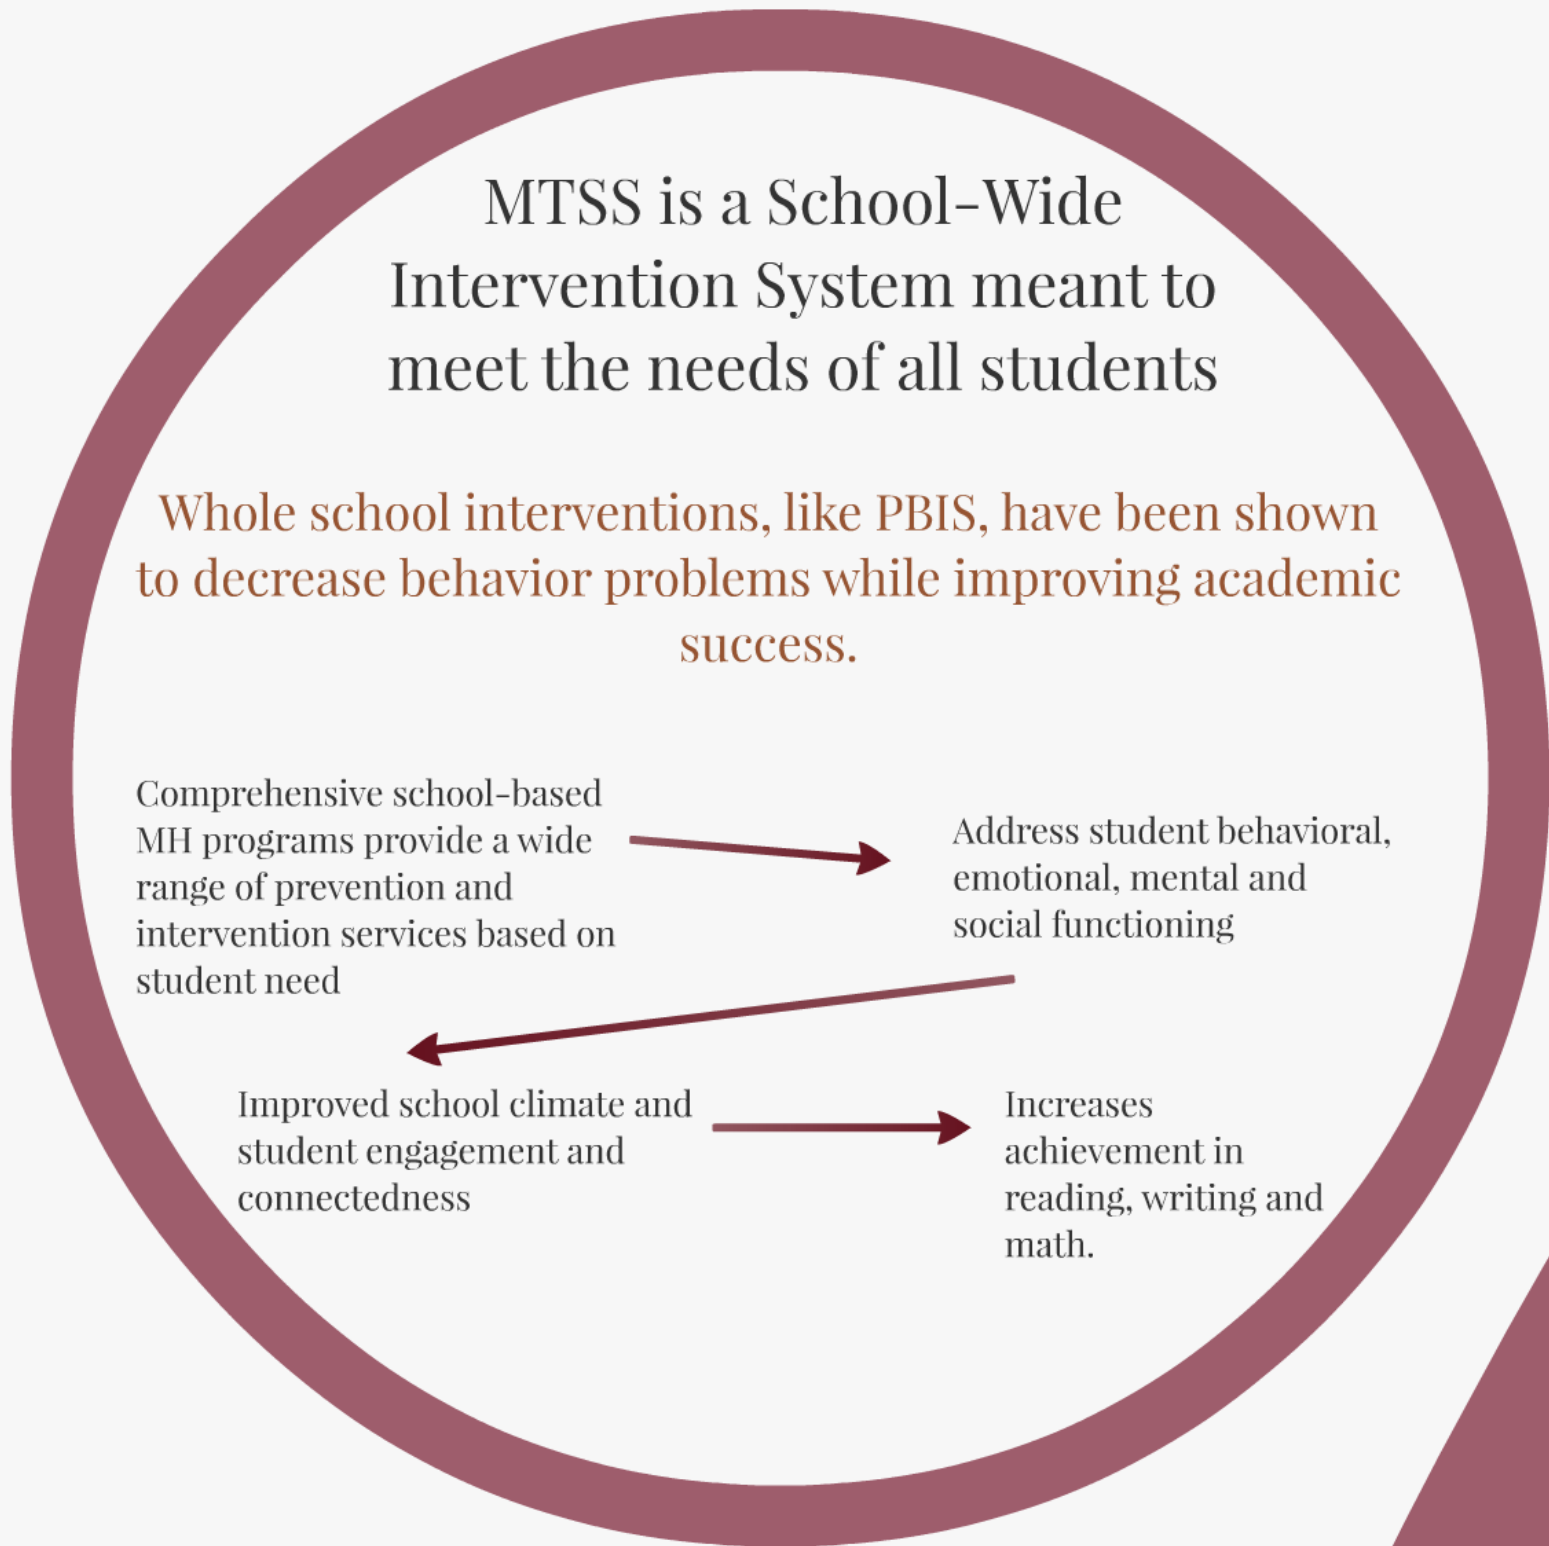 MTSS is a School-Wide
Intervention System meant to
meet the needs of all students
Whole school interventions, like PBIS, have been shown
to decrease behavior problems while improving academic
success.
Comprehensive school-based
MH programs provide a wide
range of prevention and
intervention services based on
student need
Address student behavioral,
emotional, mental and
social functioning
Improved school climate and
student engagement and
connectedness
Increases
achievement in
reading, writing and
math.